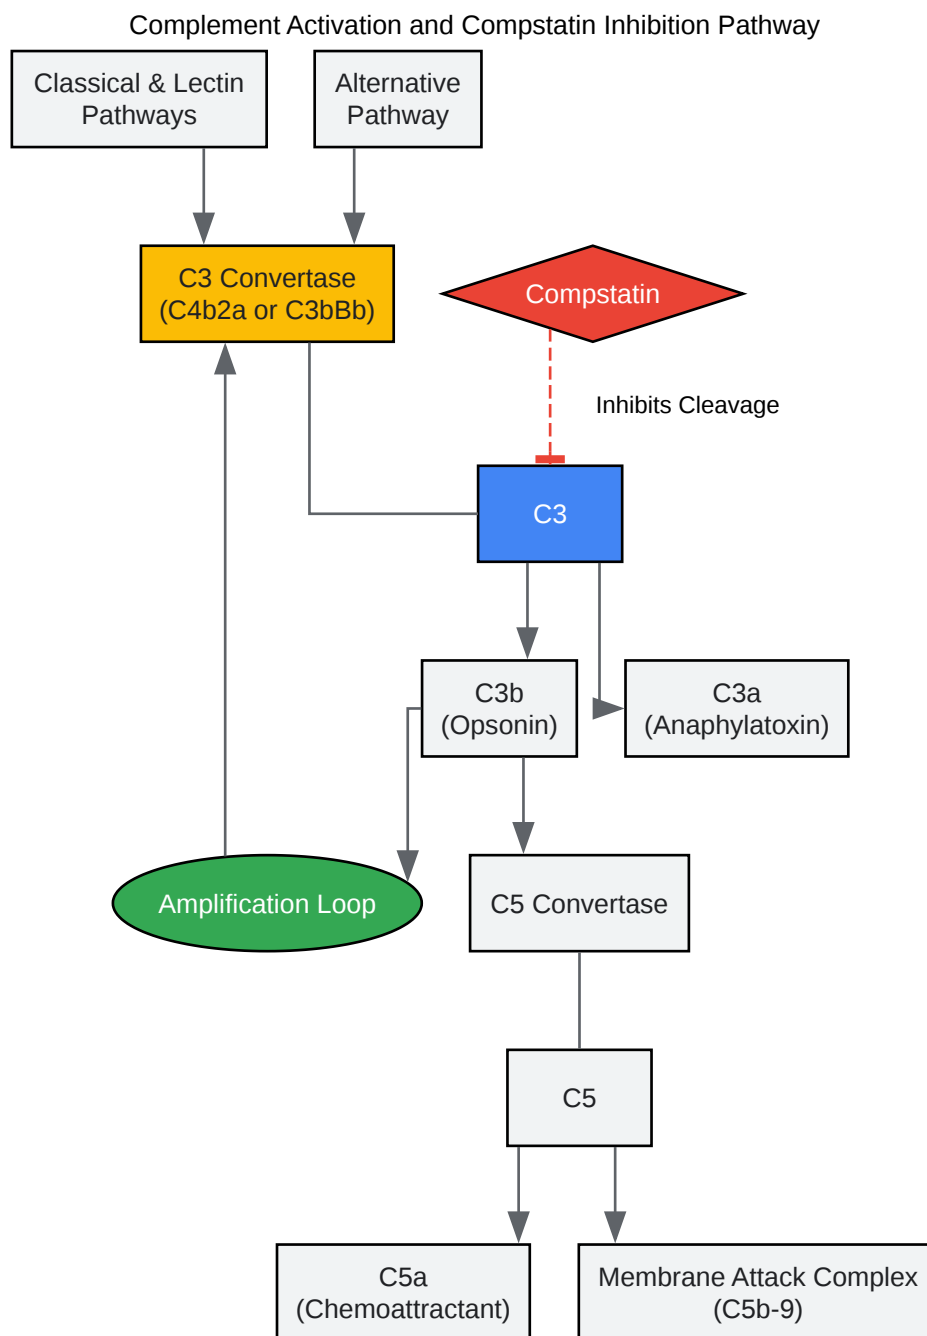 Complement Activation and Compstatin Inhibition Pathway
Classical & Lectin
Pathways
Alternative
Pathway
C3 Convertase
(C4b2a or C3bBb)
Compstatin
Inhibits Cleavage
C3
C3b
(Opsonin)
C3a
(Anaphylatoxin)
Amplification Loop
C5 Convertase
C5
C5a
(Chemoattractant)
Membrane Attack Complex
(C5b-9)